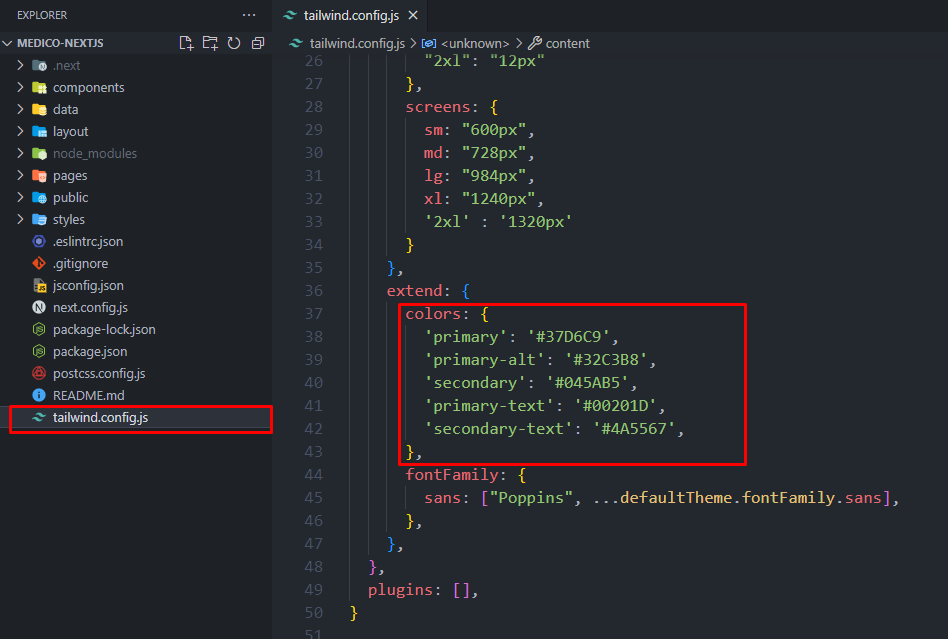 EXPLORER ···
MEDICO-NEXTJS
.next
components
data
layout
node_modules
pages
public
styles
.eslintrc.json
.gitignore
jsconfig.json
next.config.js
package-lock.json
package.json
postcss.config.js
README.md
tailwind.config.js
tailwind.config.js
tailwind.config.js > <unknown> > content
26 "2xl": "12px"
27 },
28 screens: {
29 sm: "600px",
30 md: "728px",
31 lg: "984px",
32 xl: "1240px",
33 '2xl' : '1320px'
34 }
35 },
36 extend: {
37 colors: {
38 'primary': '#37D6C9',
39 'primary-alt': '#32C3B8',
40 'secondary': '#045AB5',
41 'primary-text': '#00201D',
42 'secondary-text': '#4A5567',
43 },
44 fontFamily: {
45 sans: ["Poppins", ...defaultTheme.fontFamily.sans],
46 },
47 },
48 },
49 plugins: [],
50 }
51